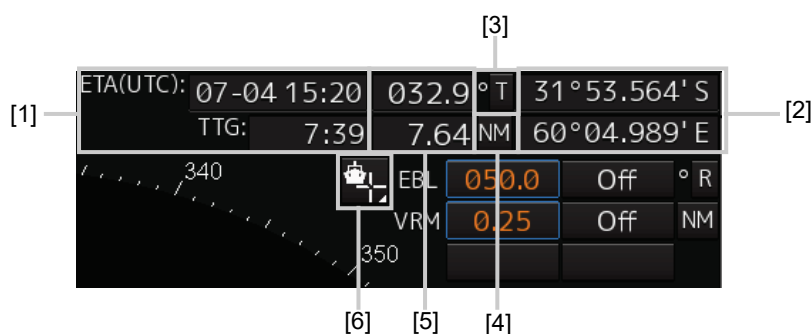 [3]
ETA(UTC): 07-04 15:20 032.9 ° T 31°53.564' S
[1] [2]
TTG: 7:39 7.64 NM 60°04.989' E
340 EBL 050.0 Off ° R
VRM 0.25 Off NM
350
[6] [5] [4]